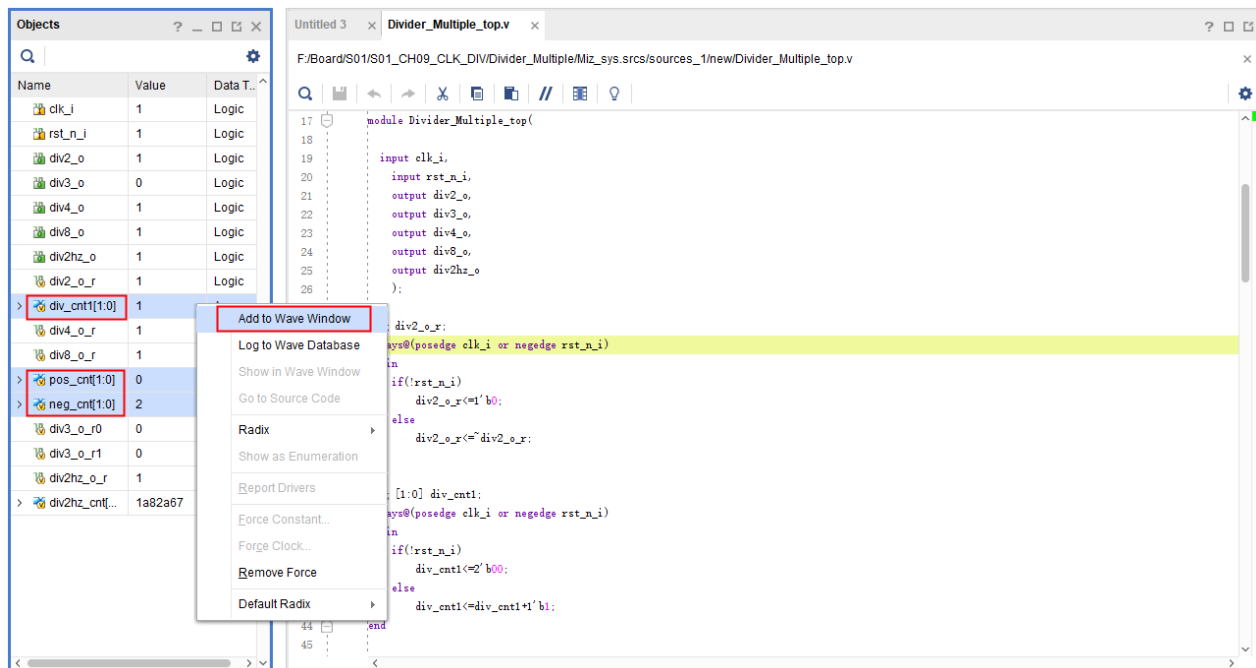 Objects
Name Value Data T..
clk_i 1 Logic
rst_n_i 1 Logic
div2_o 1 Logic
div3_o 0 Logic
div4_o 1 Logic
div8_o 1 Logic
div2hz_o 1 Logic
div2_o_r 1 Logic
div_cnt1[1:0] 1
div4_o_r 1
div8_o_r 1
pos_cnt[1:0] 0
neg_cnt[1:0] 2
div3_o_r0 0
div3_o_r1 0
div2hz_o_r 1
div2hz_cnt[... 1a82a67
Add to Wave Window
Log to Wave Database
Show in Wave Window
Go to Source Code
Radix
Show as Enumeration
Report Drivers
Force Constant...
Force Clock...
Remove Force
Default Radix
Untitled 3 Divider_Multiple_top.v
F:/Board/S01/S01_CH09_CLK_DIV/Divider_Multiple/Miz_sys.srcs/sources_1/new/Divider_Multiple_top.v
17 module Divider_Multiple_top(
18
19 input clk_i,
20 input rst_n_i,
21 output div2_o,
22 output div3_o,
23 output div4_o,
24 output div8_o,
25 output div2hz_o
26 );
div2_o_r;
ys@(posedge clk_i or negedge rst_n_i)
in
if(!rst_n_i)
div2_o_r<=1'b0;
else
div2_o_r<=~div2_o_r;
[1:0] div_cnt1;
ys@(posedge clk_i or negedge rst_n_i)
in
if(!rst_n_i)
div_cnt1<=2'b00;
else
div_cnt1<=div_cnt1+1'b1;
44 end
45